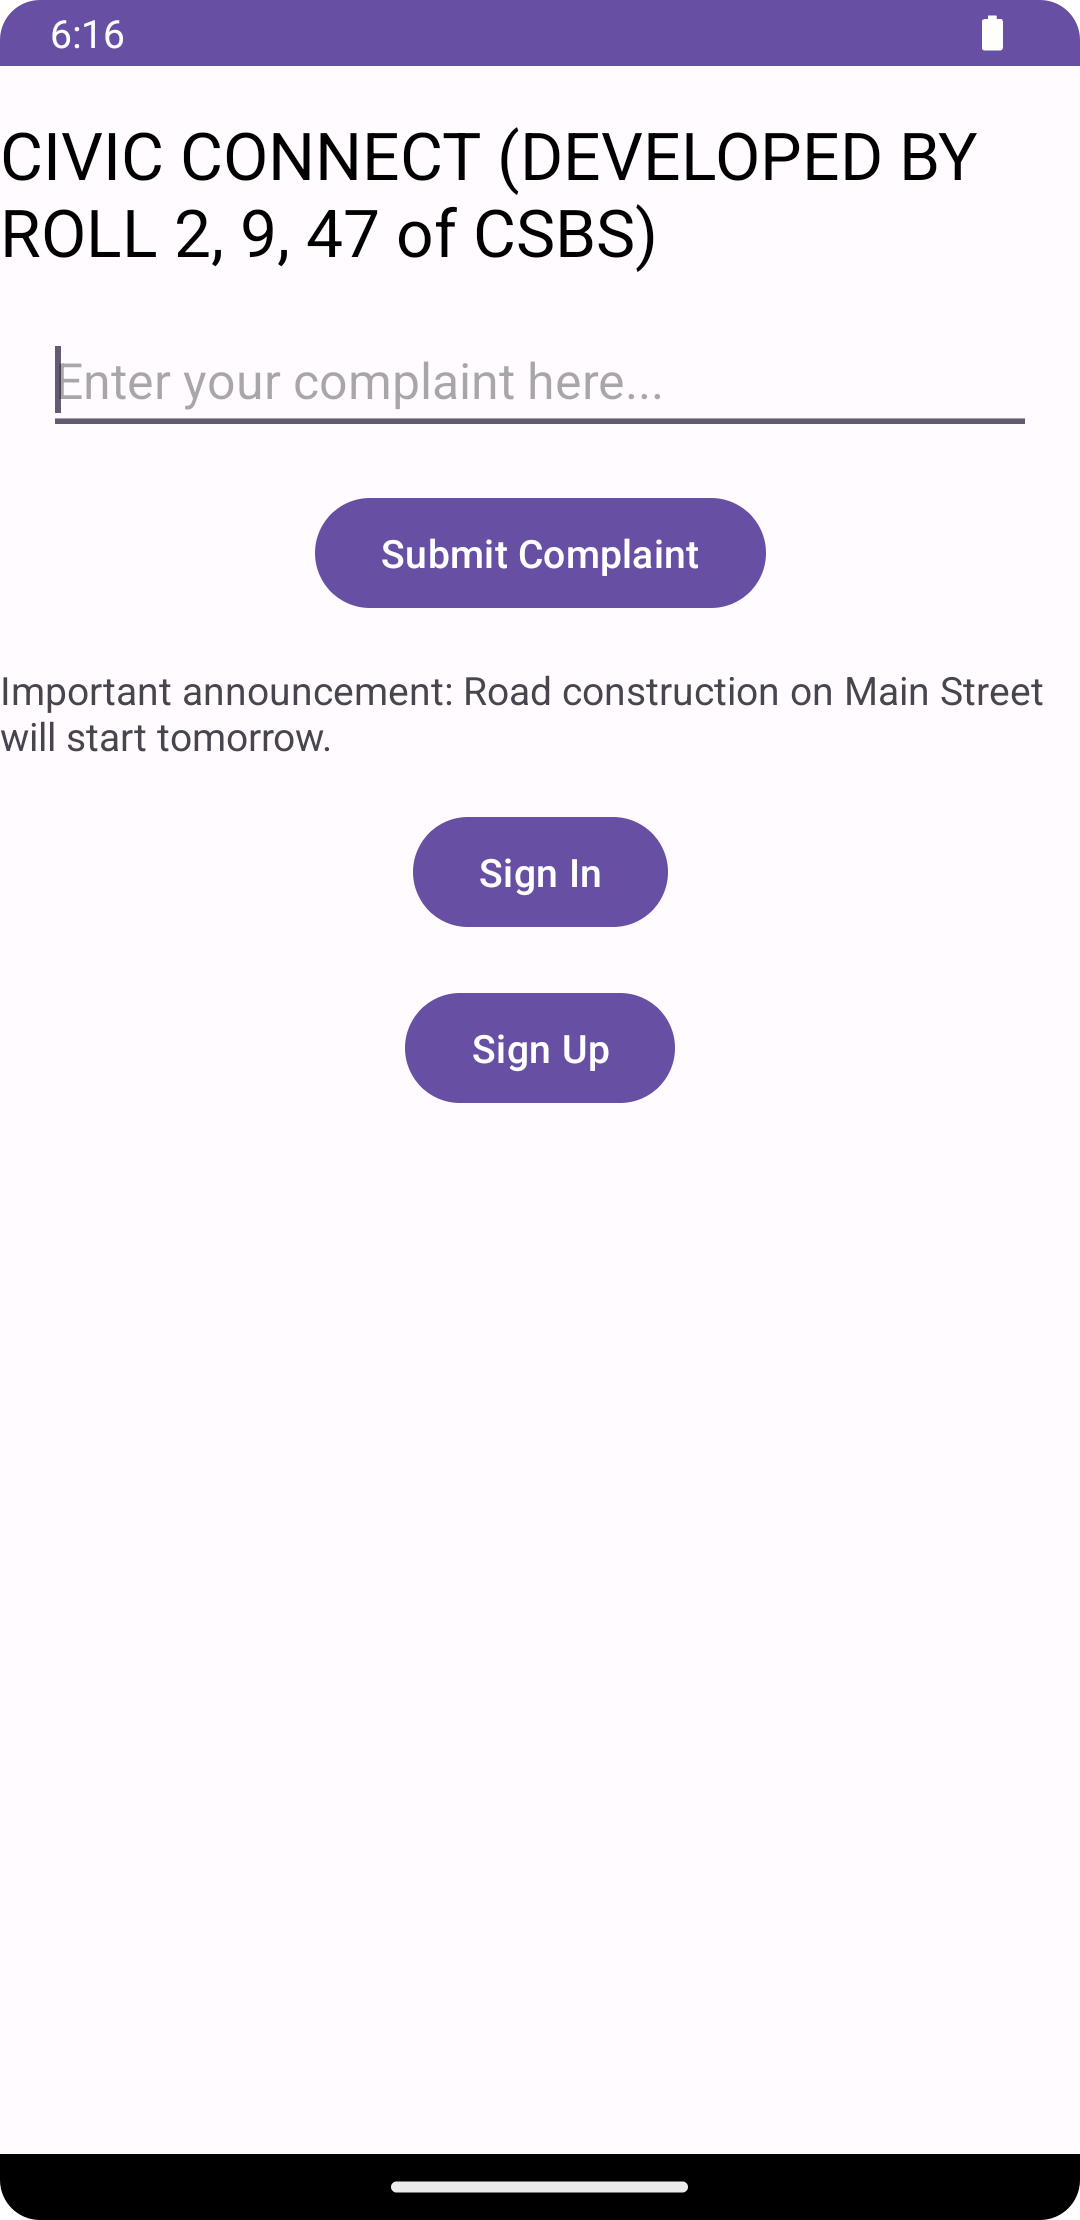 6:16
CIVIC CONNECT (DEVELOPED BY
ROLL 2, 9, 47 of CSBS)
Enter your complaint here...
Submit Complaint
Important announcement: Road construction on Main Street
will start tomorrow.
Sign In
Sign Up